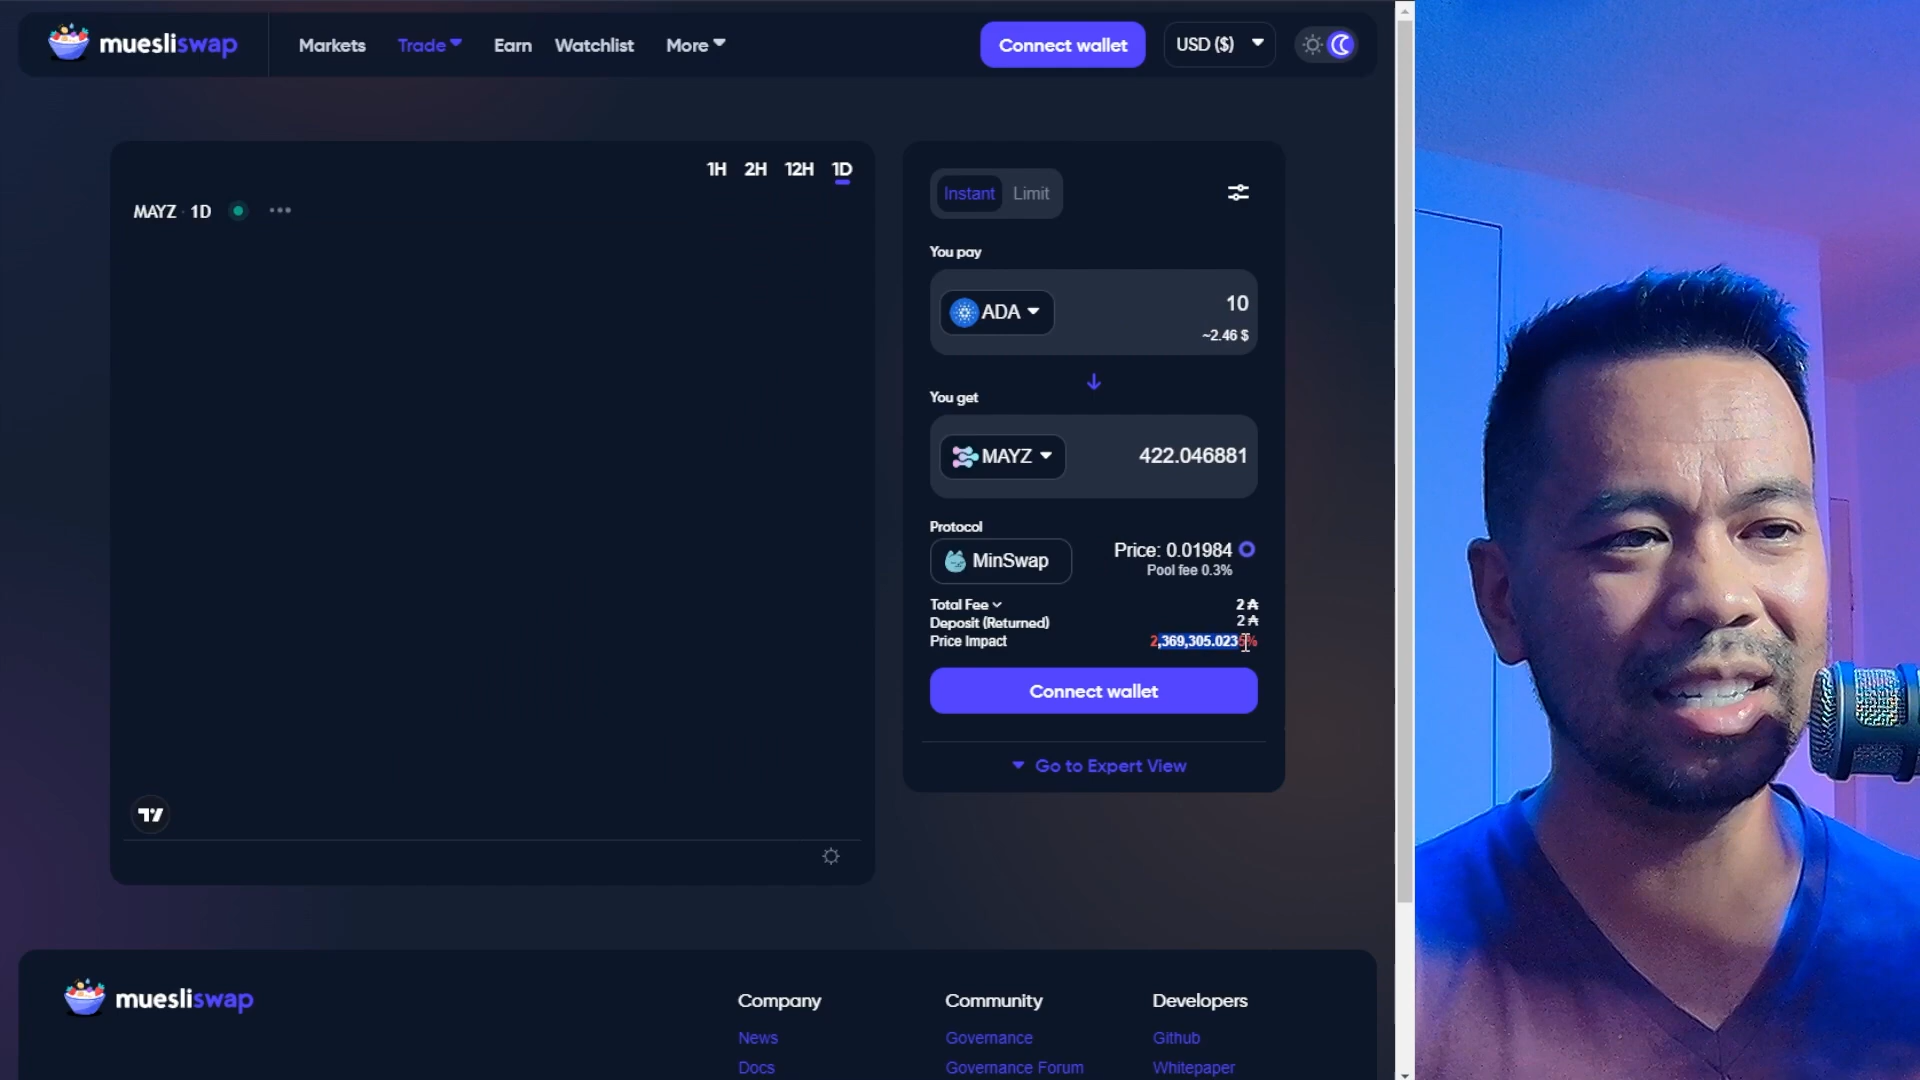 muesliswap
Markets
Trade
Earn
Watchlist
More
Connect wallet
USD ($)
1H 2H 12H 1D
MAYZ · 1D
Instant
Limit
You pay
ADA
10
~2.46 $
You get
MAYZ
422.046881
Protocol
MinSwap
Price: 0.01984
Pool fee 0.3%
Total Fee
2 ₳
Deposit (Returned)
2 ₳
Price Impact
2,369,305.0235%
Connect wallet
Go to Expert View
muesliswap
Company
Community
Developers
News
Governance
Github
Docs
Governance Forum
Whitepaper